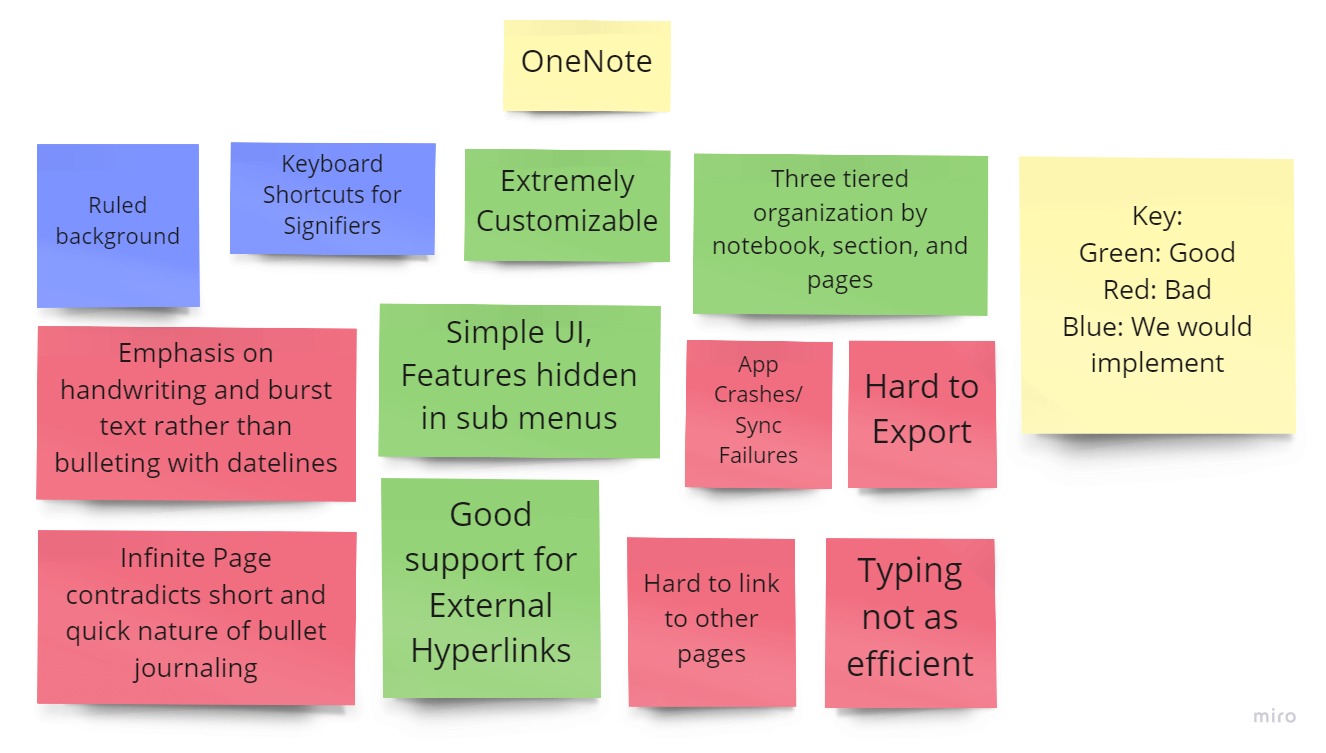 OneNote
Ruled
background
Keyboard
Shortcuts for
Signifiers
Extremely
Customizable
Three tiered
organization by
notebook, section, and
pages
Key:
Green: Good
Red: Bad
Blue: We would
implement
Emphasis on
handwriting and burst
text rather than
bulleting with datelines
Simple UI,
Features hidden
in sub menus
App
Crashes/
Sync
Failures
Hard to
Export
Infinite Page
contradicts short and
quick nature of bullet
journaling
Good
support for
External
Hyperlinks
Hard to link
to other
pages
Typing
not as
efficient
miro